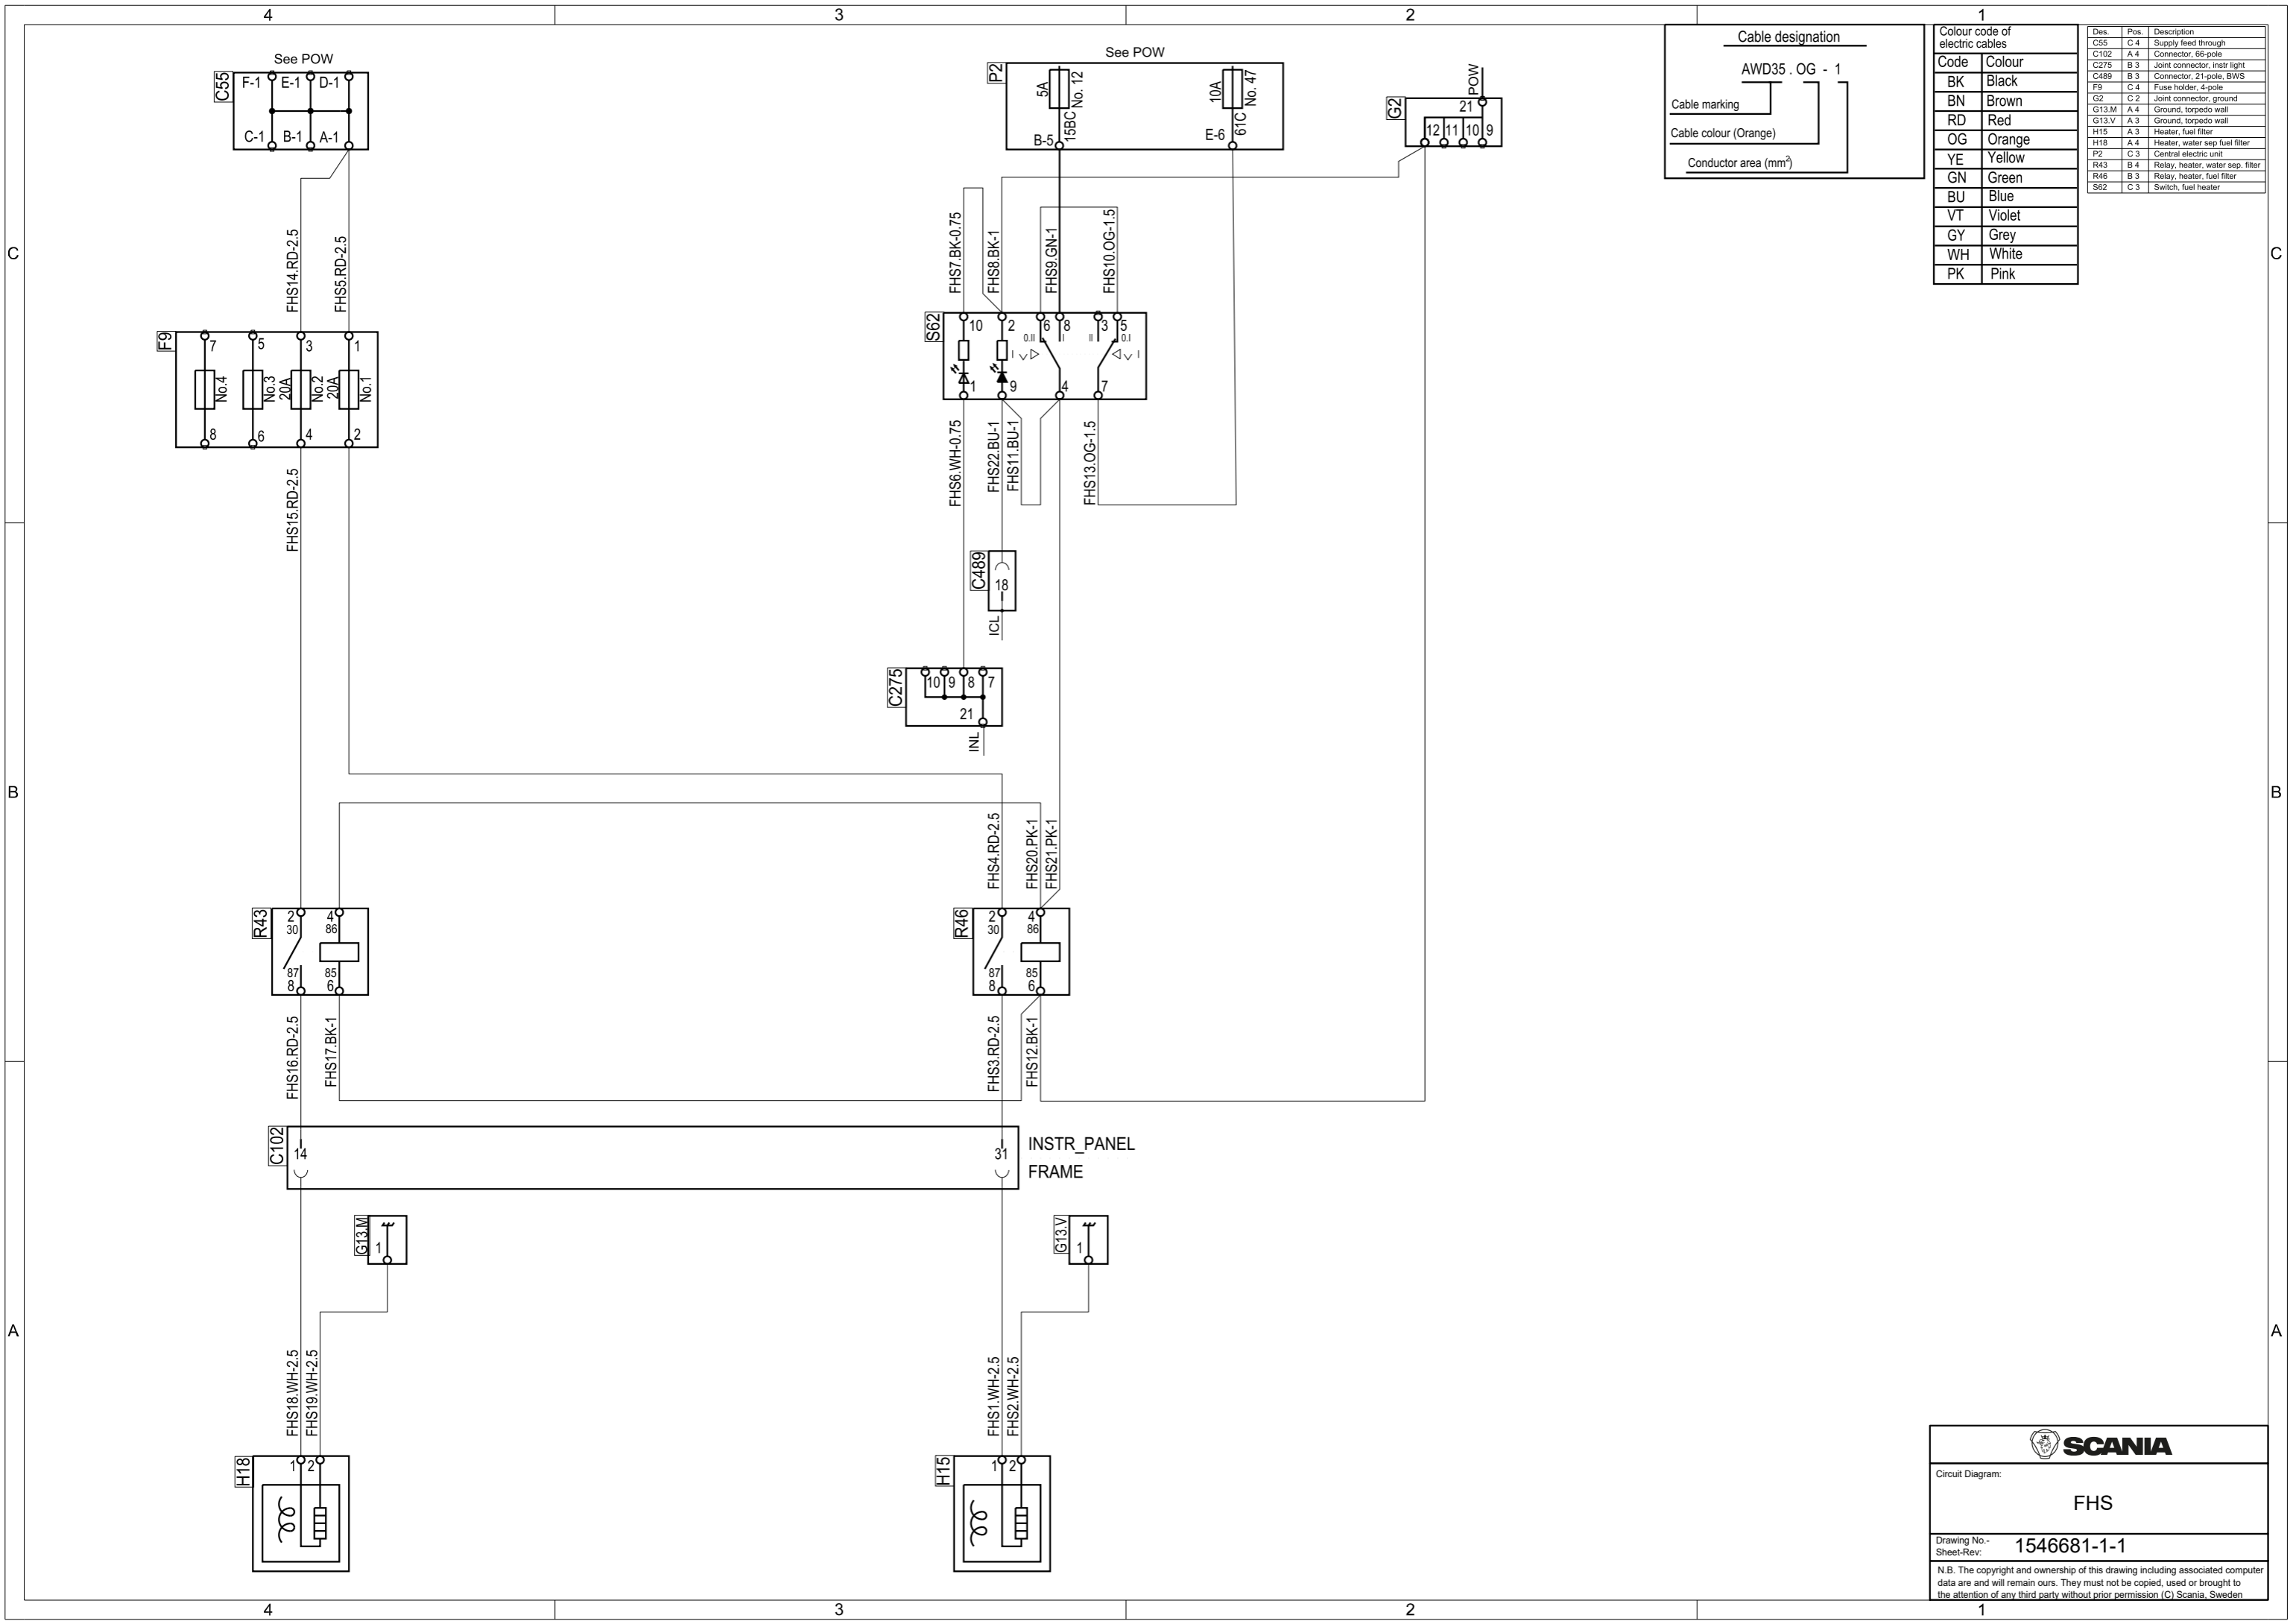 4 3 2 1
See POW
C55
F-1 E-1 D-1
C-1 B-1 A-1
See POW
P2
5A
No. 12
15BC
B-5
10A
No. 47
61C
E-6
G2
POW
21
12 11 10 9
Cable designation
AWD35 . OG - 1
Cable marking
Cable colour (Orange)
Conductor area (mm2)
Colour code of
electric cables
Code Colour
BK Black
BN Brown
RD Red
OG Orange
YE Yellow
GN Green
BU Blue
VT Violet
GY Grey
WH White
PK Pink
Des. Pos. Description
C55 C 4 Supply feed through
C102 A 4 Connector, 66-pole
C275 B 3 Joint connector, instr light
C489 B 3 Connector, 21-pole, BWS
F9 C 4 Fuse holder, 4-pole
G2 C 2 Joint connector, ground
G13.M A 4 Ground, torpedo wall
G13.V A 3 Ground, torpedo wall
H15 A 3 Heater, fuel filter
H18 A 4 Heater, water sep fuel filter
P2 C 3 Central electric unit
R43 B 4 Relay, heater, water sep. filter
R46 B 3 Relay, heater, fuel filter
S62 C 3 Switch, fuel heater
C C
FHS14.RD-2.5
FHS5.RD-2.5
FHS7.BK-0.75
FHS8.BK-1
FHS9.GN-1
FHS10.OG-1.5
F9
7 5 3 1
No.4
No.3
20A
No.2
20A
No.1
8 6 4 2
S62
10 2 6 8 3 5
0.II I II 0.I
I I
1 9 4 7
FHS15.RD-2.5
FHS6.WH-0.75
FHS22.BU-1
FHS11.BU-1
FHS13.OG-1.5
C489
18
ICL
C275
10 9 8 7
21
INL
B B
FHS4.RD-2.5
FHS20.PK-1
FHS21.PK-1
R43
2 4
30 86
87 85
8 6
R46
2 4
30 86
87 85
8 6
FHS16.RD-2.5
FHS17.BK-1
FHS3.RD-2.5
FHS12.BK-1
C102
14
31
INSTR_PANEL
FRAME
G13.M
1
G13.V
1
A A
FHS18.WH-2.5
FHS19.WH-2.5
FHS1.WH-2.5
FHS2.WH-2.5
H18
1 2
H15
1 2
SCANIA
Circuit Diagram:
FHS
Drawing No.-
Sheet-Rev:
1546681-1-1
N.B. The copyright and ownership of this drawing including associated computer
data are and will remain ours. They must not be copied, used or brought to
the attention of any third party without prior permission (C) Scania, Sweden
4 3 2 1